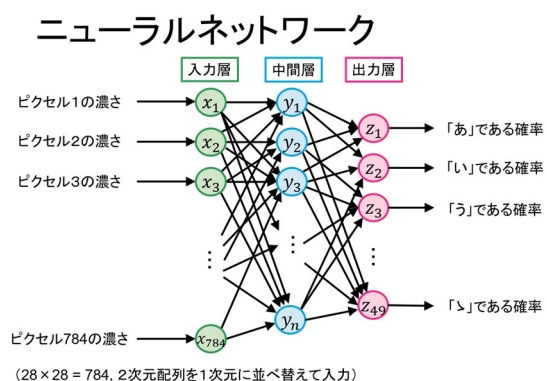 ニューラルネットワーク
入力層 中間層 出力層
ピクセル1の濃さ x₁ y₁ z₁ 「あ」である確率
ピクセル2の濃さ x₂ y₂ z₂ 「い」である確率
ピクセル3の濃さ x₃ y₃ z₃ 「う」である確率
⋮ ⋮ ⋮
ピクセル784の濃さ x₇₈₄ yₙ z₄₉ 「ゝ」である確率
(28×28 = 784, 2次元配列を1次元に並べ替えて入力)